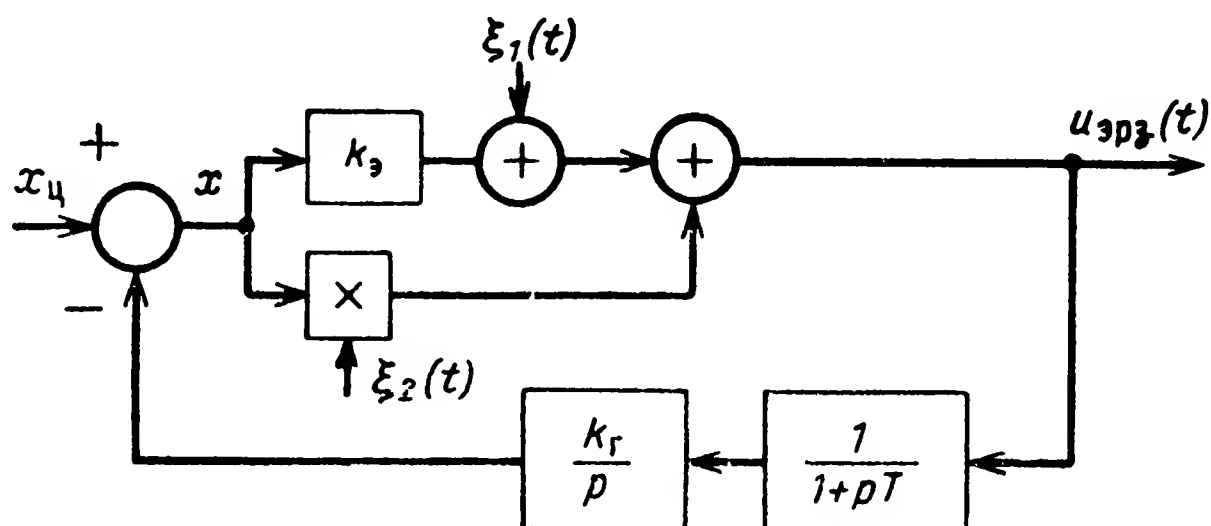 ξ₁(t)
+
x_ц
x
k_э
+
+
u_эрз(t)
−
×
ξ₂(t)
k_г
p
1
1+pT